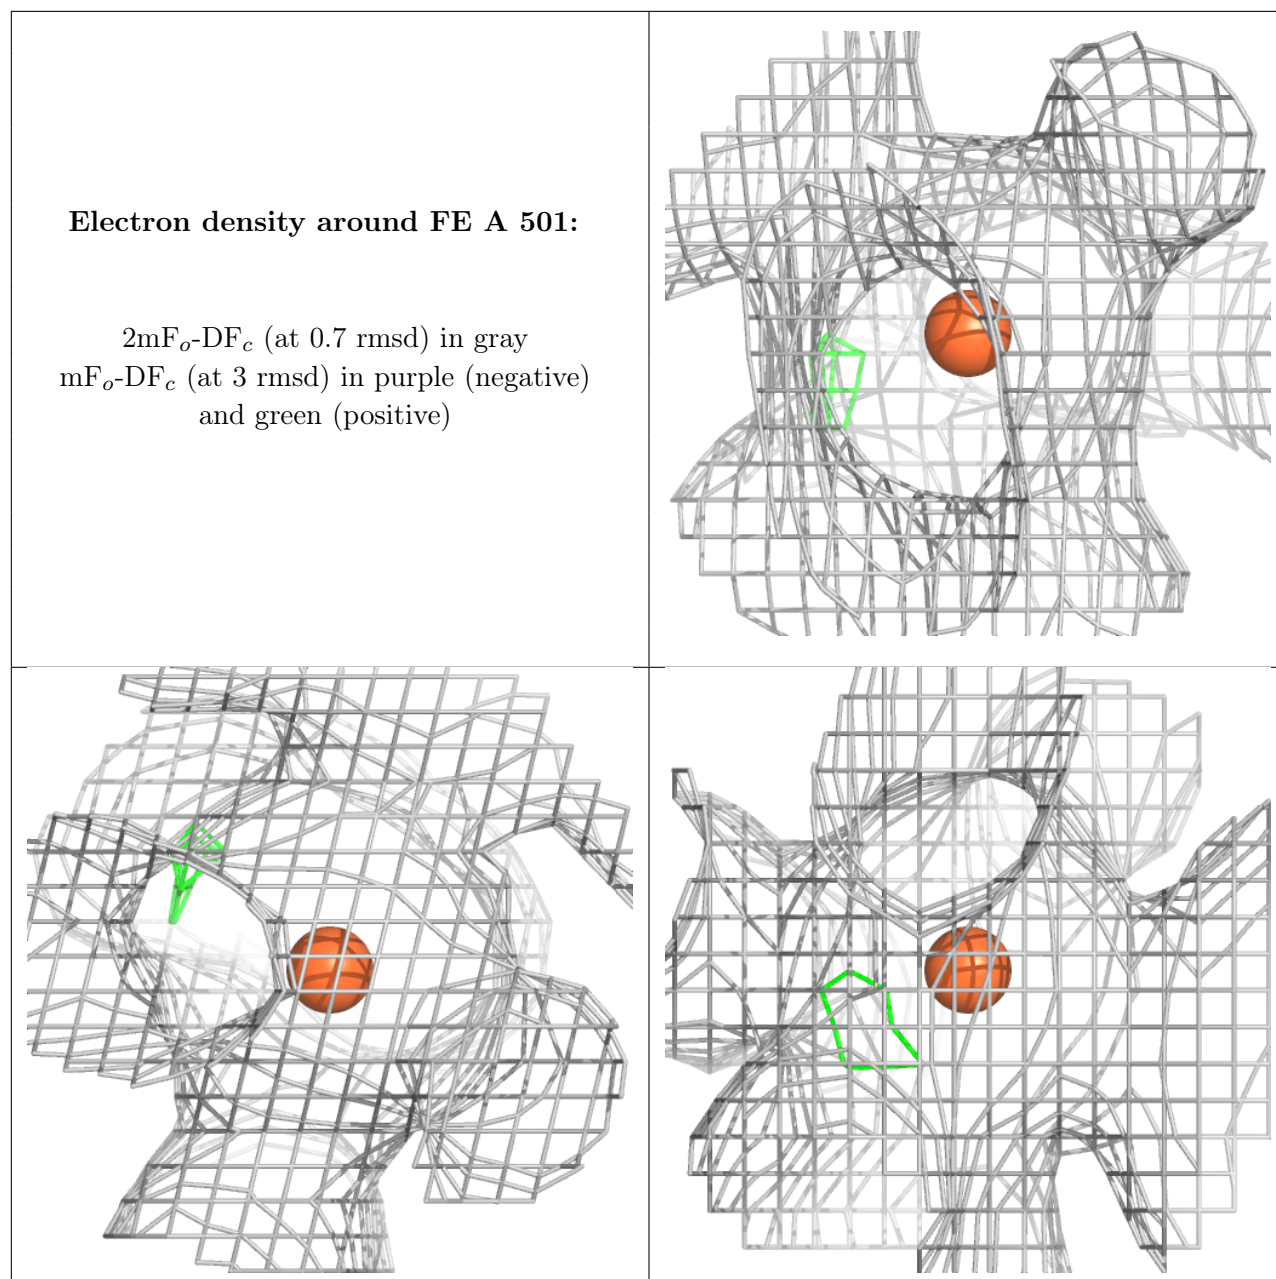 Electron density around FE A 501:
2mFo-DFc (at 0.7 rmsd) in gray
mFo-DFc (at 3 rmsd) in purple (negative)
and green (positive)